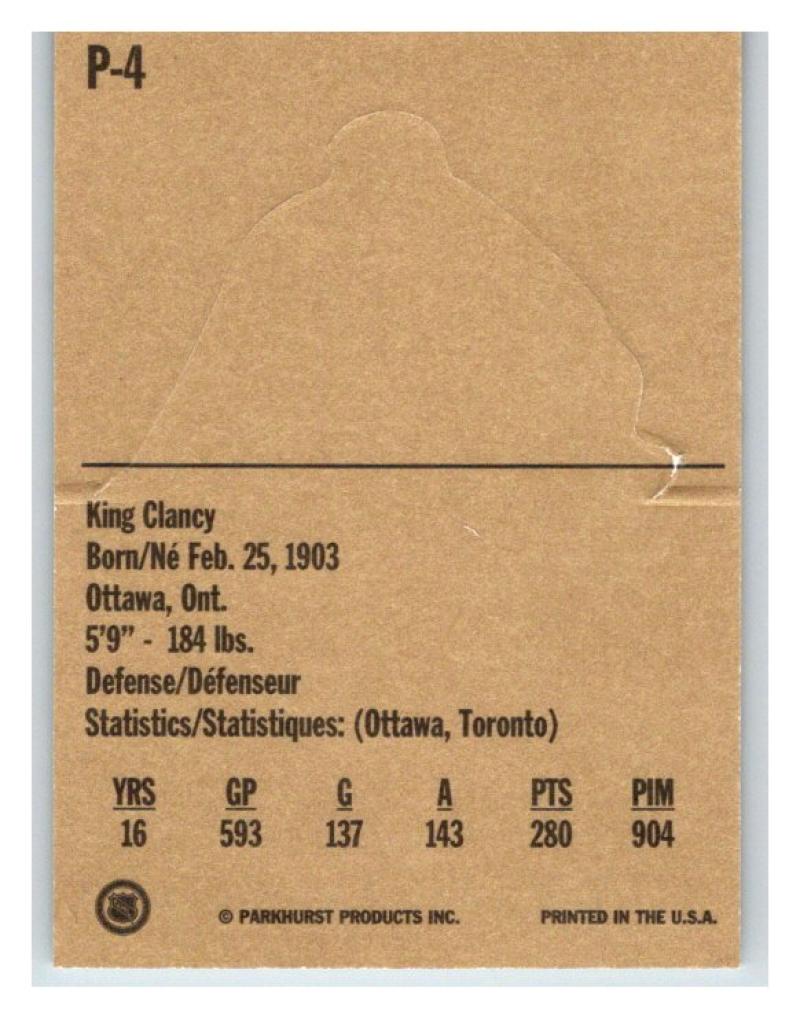 P-4
King Clancy
Born/Né Feb. 25, 1903
Ottawa, Ont.
5'9” - 184 lbs.
Defense/Défenseur
Statistics/Statistiques: (Ottawa, Toronto)
YRS GP G A PTS PIM
16 593 137 143 280 904
© PARKHURST PRODUCTS INC. PRINTED IN THE U.S.A.